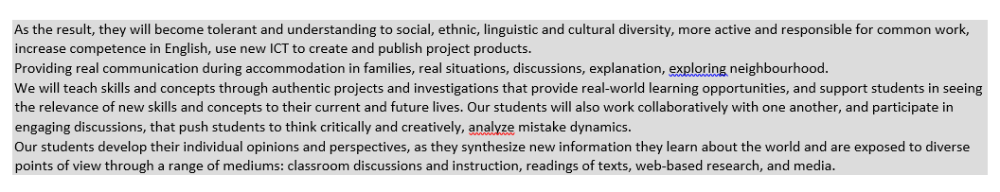 As the result, they will become tolerant and understanding to social, ethnic, linguistic and cultural diversity, more active and responsible for common work,
increase competence in English, use new ICT to create and publish project products.
Providing real communication during accommodation in families, real situations, discussions, explanation, exploring neighbourhood.
We will teach skills and concepts through authentic projects and investigations that provide real-world learning opportunities, and support students in seeing
the relevance of new skills and concepts to their current and future lives. Our students will also work collaboratively with one another, and participate in
engaging discussions, that push students to think critically and creatively, analyze mistake dynamics.
Our students develop their individual opinions and perspectives, as they synthesize new information they learn about the world and are exposed to diverse
points of view through a range of mediums: classroom discussions and instruction, readings of texts, web-based research, and media.